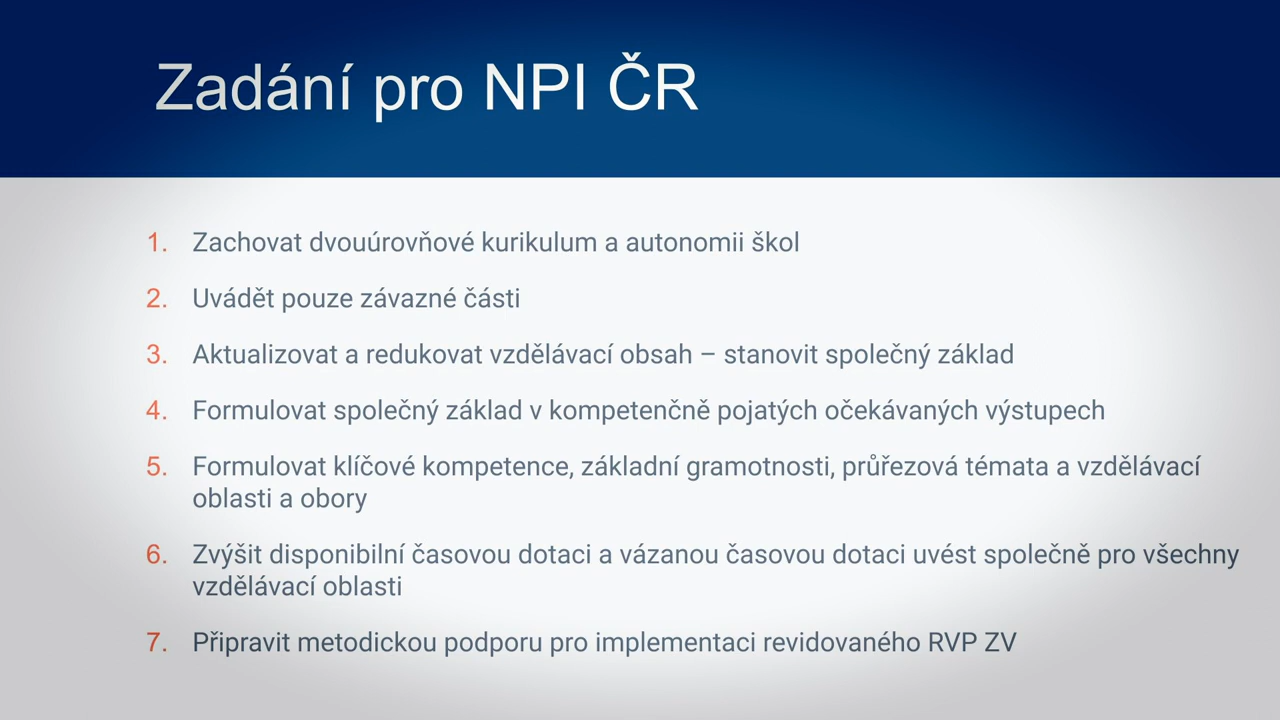 Zadání pro NPI ČR
1. Zachovat dvouúrovňové kurikulum a autonomii škol
2. Uvádět pouze závazné části
3. Aktualizovat a redukovat vzdělávací obsah – stanovit společný základ
4. Formulovat společný základ v kompetenčně pojatých očekávaných výstupech
5. Formulovat klíčové kompetence, základní gramotnosti, průřezová témata a vzdělávací
oblasti a obory
6. Zvýšit disponibilní časovou dotaci a vázanou časovou dotaci uvést společně pro všechny
vzdělávací oblasti
7. Připravit metodickou podporu pro implementaci revidovaného RVP ZV